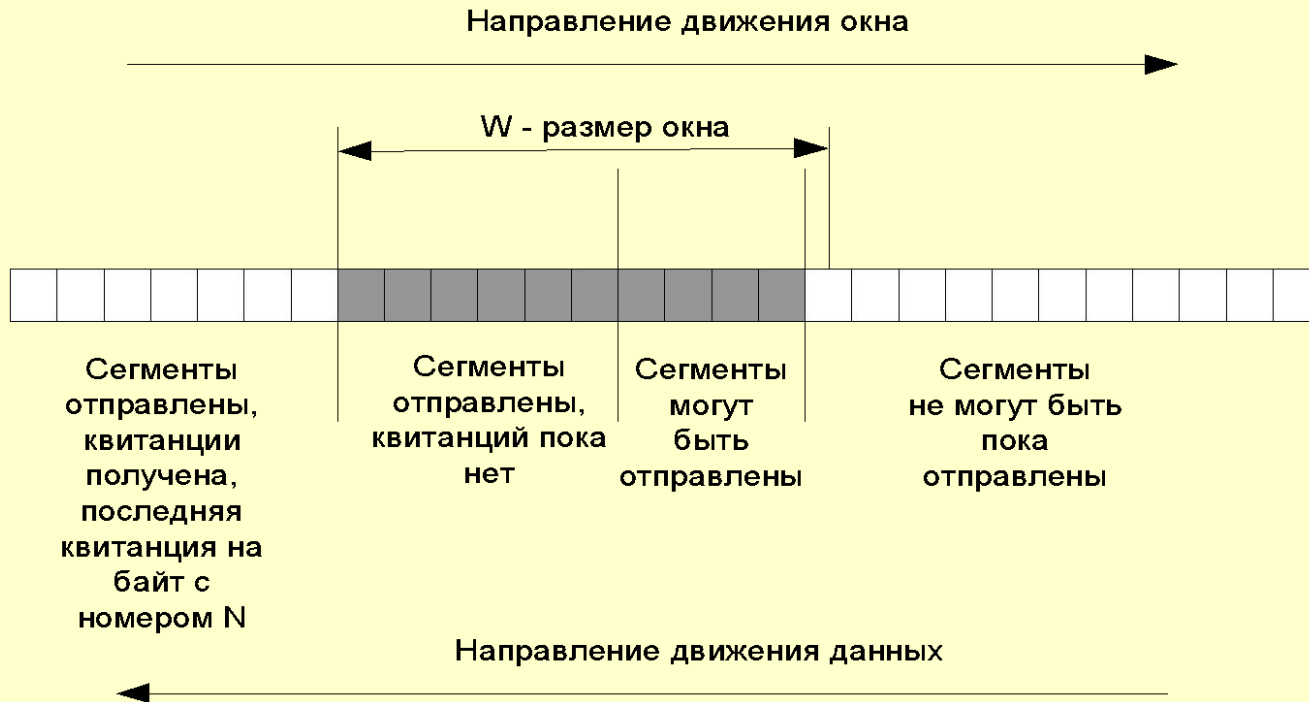 Направление движения окна
W - размер окна
Сегменты
отправлены,
квитанции
получена,
последняя
квитанция на
байт с
номером N
Сегменты
отправлены,
квитанций пока
нет
Сегменты
могут
быть
отправлены
Сегменты
не могут быть
пока
отправлены
Направление движения данных